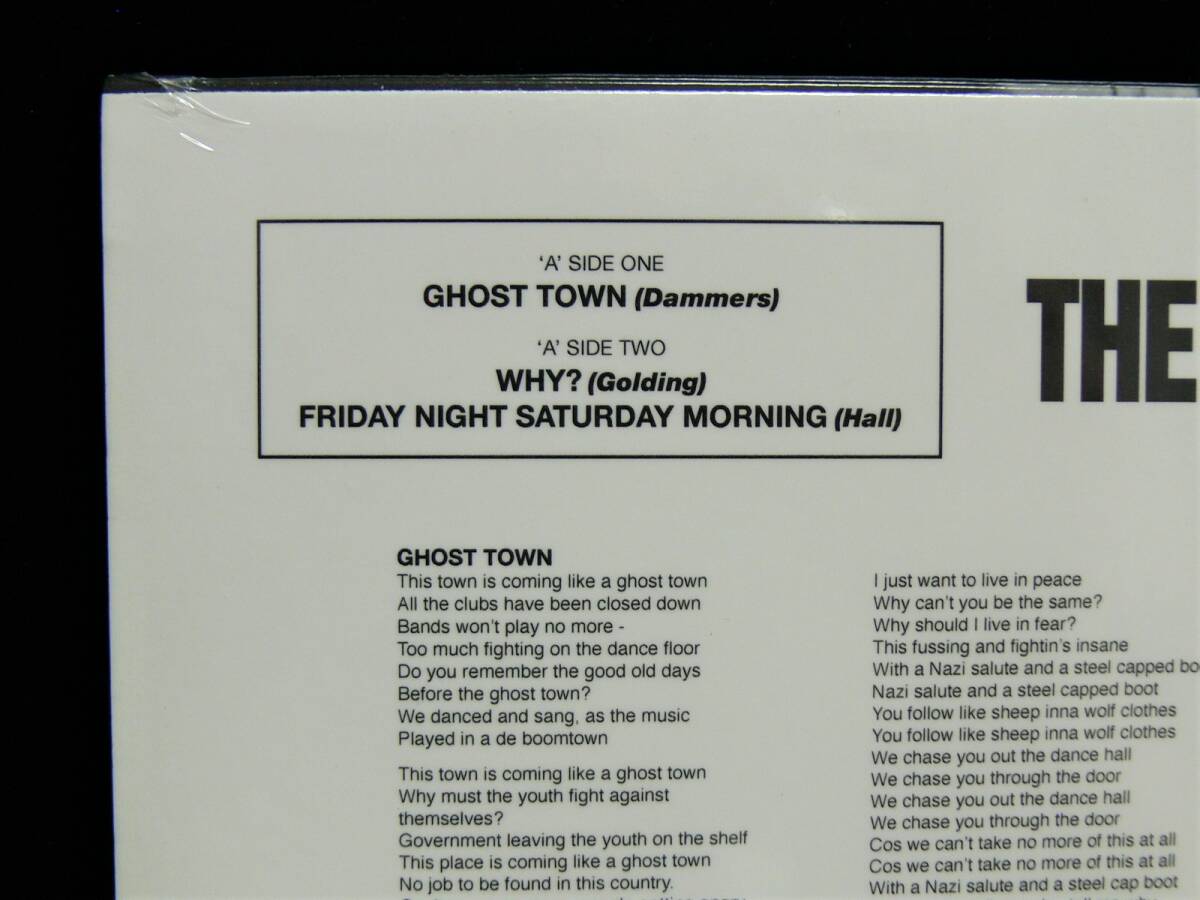 ‘A’ SIDE ONE
GHOST TOWN (Dammers)
‘A’ SIDE TWO
WHY? (Golding)
FRIDAY NIGHT SATURDAY MORNING (Hall)
THE
GHOST TOWN
This town is coming like a ghost town
All the clubs have been closed down
Bands won't play no more -
Too much fighting on the dance floor
Do you remember the good old days
Before the ghost town?
We danced and sang, as the music
Played in a de boomtown
This town is coming like a ghost town
Why must the youth fight against
themselves?
Government leaving the youth on the shelf
This place is coming like a ghost town
No job to be found in this country.
I just want to live in peace
Why can't you be the same?
Why should I live in fear?
This fussing and fightin's insane
With a Nazi salute and a steel capped bo
Nazi salute and a steel capped boot
You follow like sheep inna wolf clothes
You follow like sheep inna wolf clothes
We chase you out the dance hall
We chase you through the door
We chase you out the dance hall
We chase you through the door
Cos we can't take no more of this at all
Cos we can't take no more of this at all
With a Nazi salute and a steel cap boot